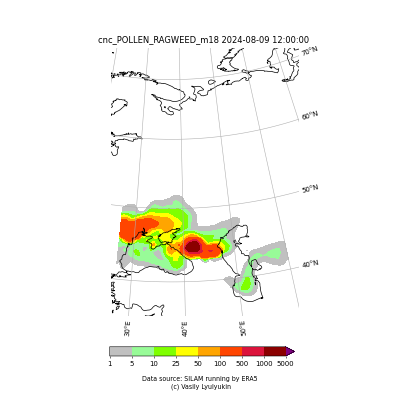 cnc_POLLEN_RAGWEED_m18 2024-08-09 12:00:00
70°N
60°N
50°N
40°N
30°E 40°E 50°E
1 5 10 25 50 100 500 1000 5000
Data source: SILAM running by ERA5
(c) Vasily Lyulyukin